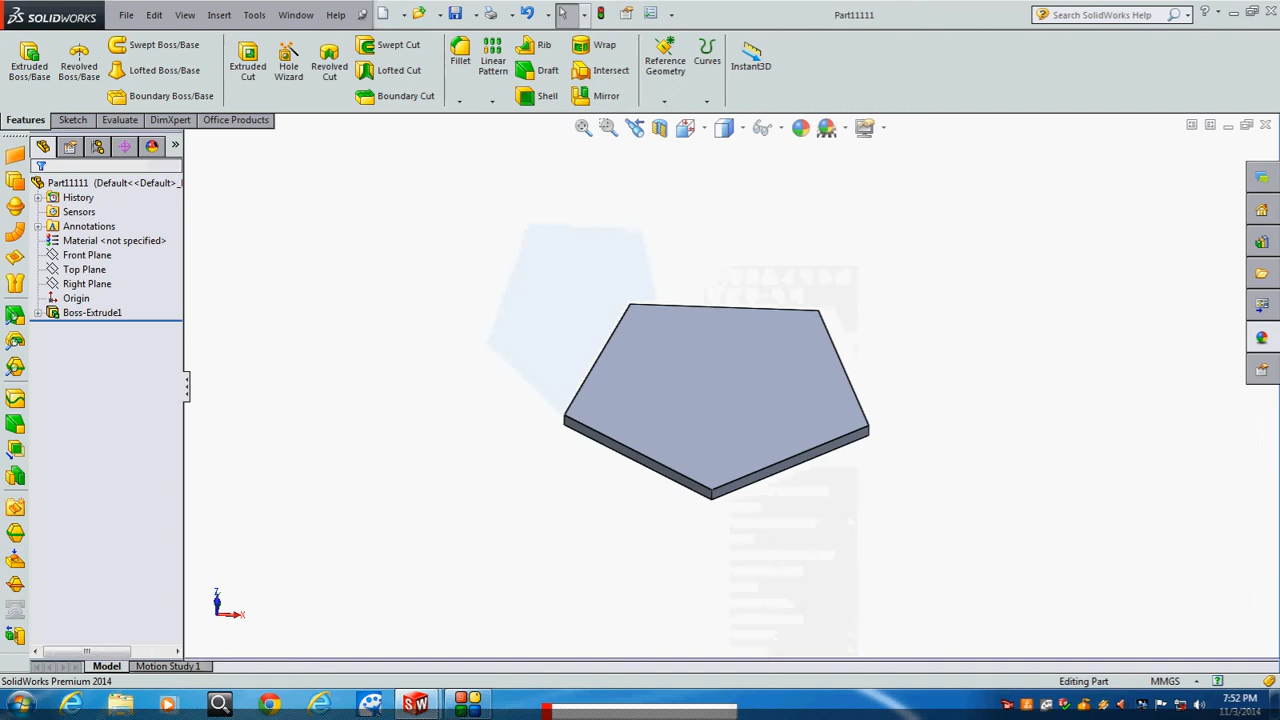 SOLIDWORKS
File Edit View Insert Tools Window Help
Part11111
Search SolidWorks Help
Extruded Boss/Base
Revolved Boss/Base
Swept Boss/Base
Lofted Boss/Base
Boundary Boss/Base
Extruded Cut
Hole Wizard
Revolved Cut
Swept Cut
Lofted Cut
Boundary Cut
Fillet
Linear Pattern
Rib
Draft
Shell
Wrap
Intersect
Mirror
Reference Geometry
Curves
Instant3D
Features Sketch Evaluate DimXpert Office Products
Part11111 (Default<<Default>_
History
Sensors
Annotations
Material <not specified>
Front Plane
Top Plane
Right Plane
Origin
Boss-Extrude1
Z
X
Model Motion Study 1
SolidWorks Premium 2014
Editing Part
MMGS
7:52 PM
11/3/2014